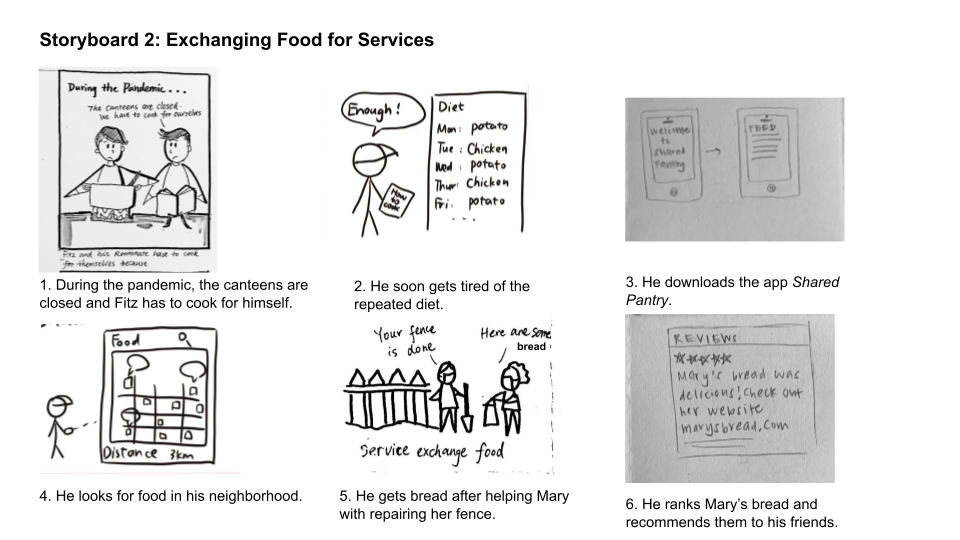 Storyboard 2: Exchanging Food for Services
During the Pandemic...
The canteens are closed.
We have to cook for ourselves
Fitz and his Roommate have to cook
for themselves because
1. During the pandemic, the canteens are
closed and Fitz has to cook for himself.
Enough!
How
to
cook
Diet
Mon: potato
Tue: Chicken
Wed: potato
Thur: Chicken
Fri. potato
...
2. He soon gets tired of the
repeated diet.
Welcome
to
Shared
Pantry
FEED
3. He downloads the app Shared
Pantry.
Food
Distance 3km
4. He looks for food in his neighborhood.
Your fence
is done
Here are some
bread
Service exchange food
5. He gets bread after helping Mary
with repairing her fence.
REVIEWS
Mary's bread was
delicious! Check out
her website
marysbread.com
6. He ranks Mary’s bread and
recommends them to his friends.